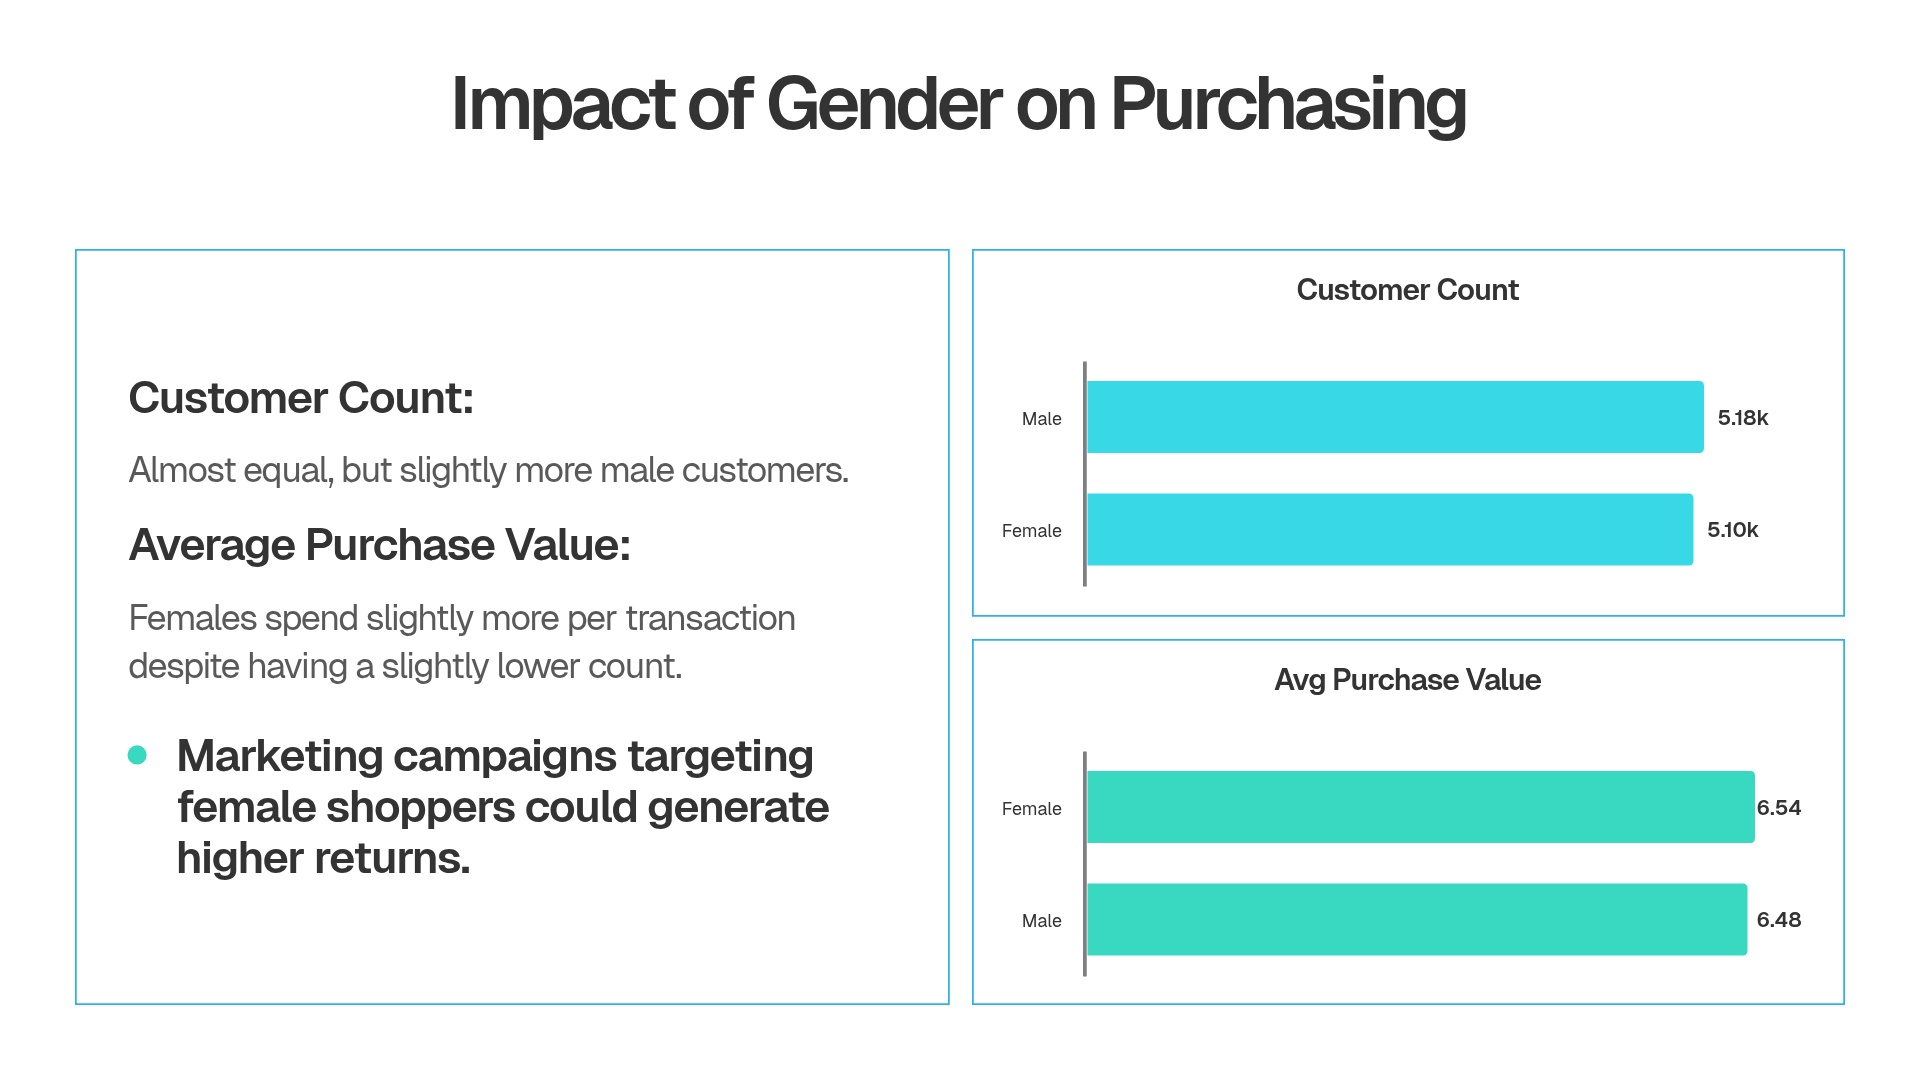 Impact of Gender on Purchasing
Customer Count:
Almost equal, but slightly more male customers.
Average Purchase Value:
Females spend slightly more per transaction
despite having a slightly lower count.
Marketing campaigns targeting
female shoppers could generate
higher returns.
Customer Count
Male 5.18k
Female 5.10k
Avg Purchase Value
Female 6.54
Male 6.48